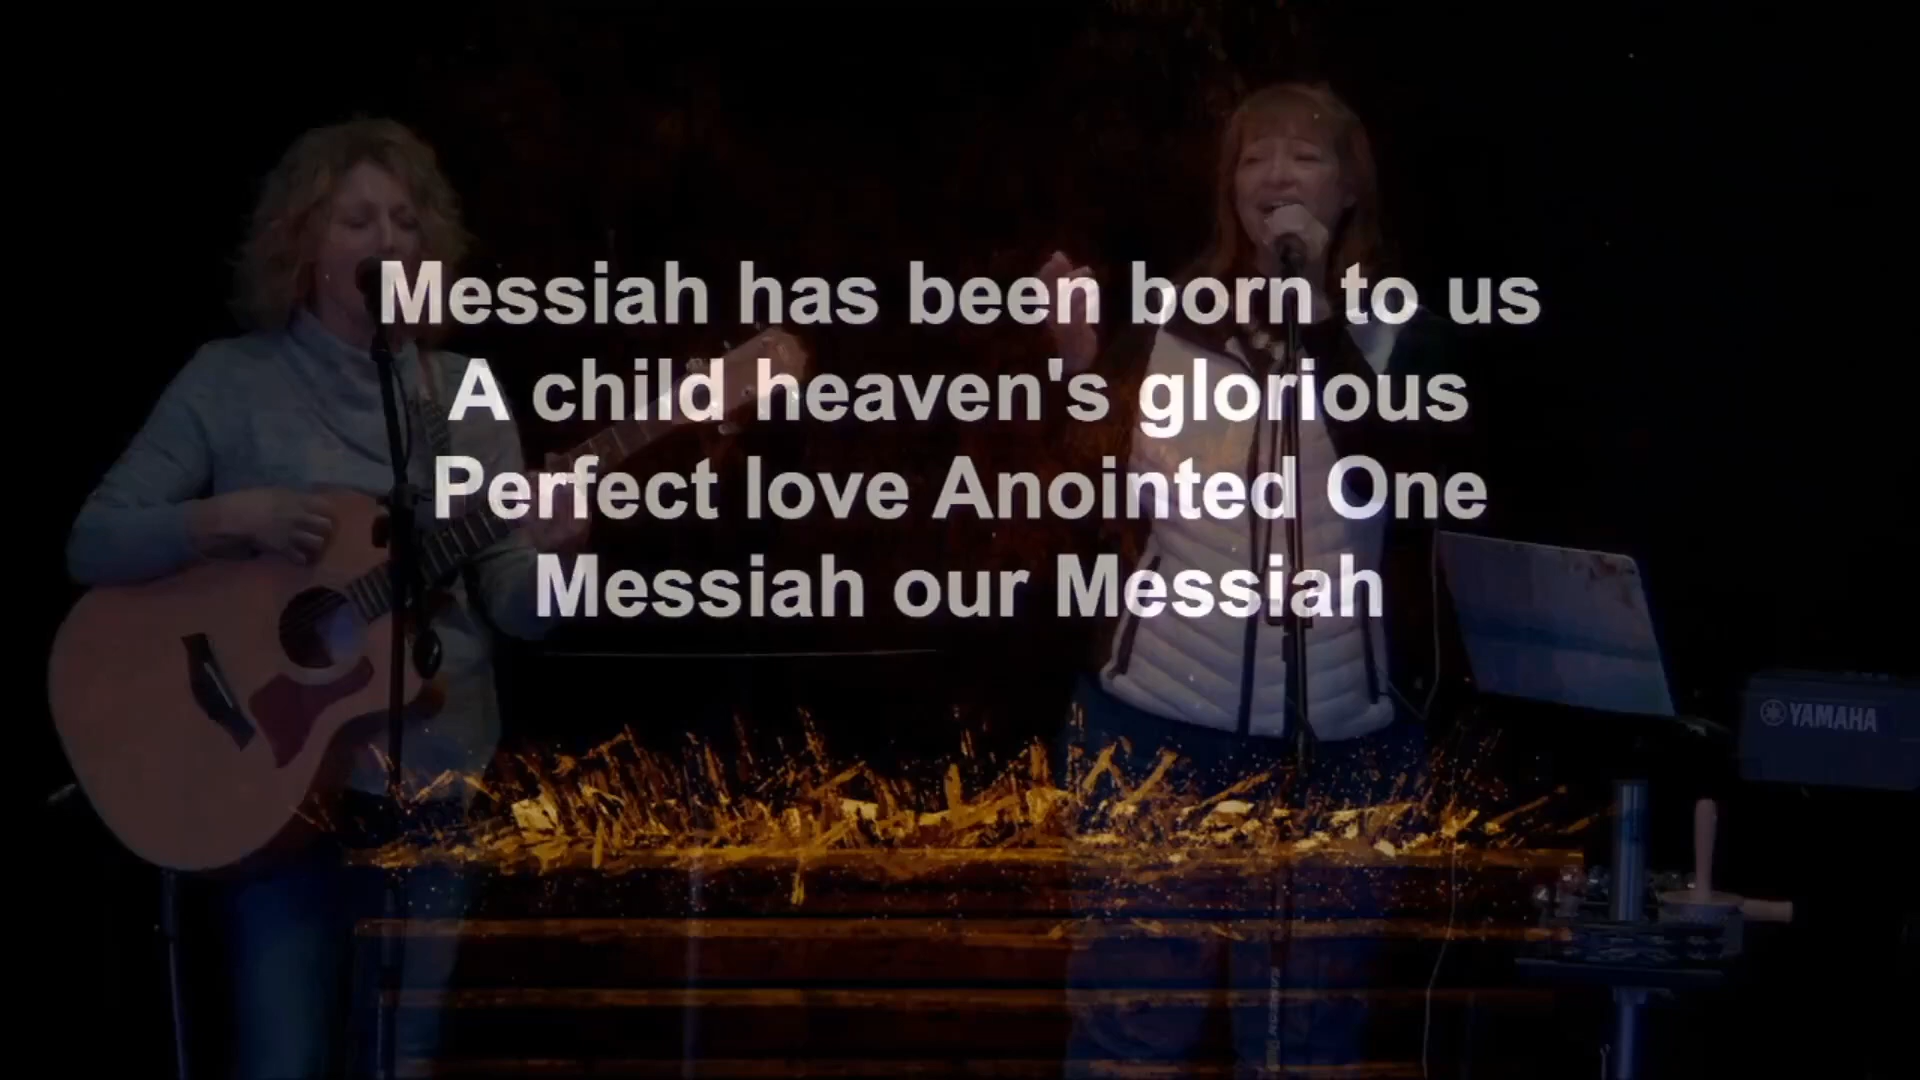 Messiah has been born to us
A child heaven's glorious
Perfect love Anointed One
Messiah our Messiah
YAMAHA